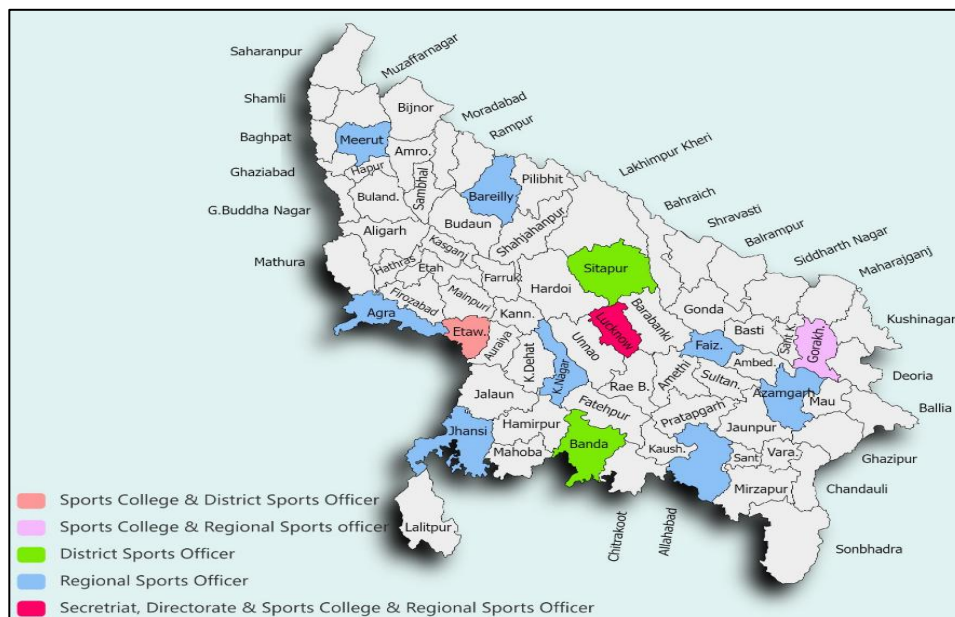 Saharanpur
Muzaffarnagar
Shamli
Bijnor
Moradabad
Baghpat
Meerut
Amro.
Rampur
Ghaziabad
Hapur
Sambhal
Pilibhit
Lakhimpur Kheri
Buland.
Bareilly
Bahraich
G.Buddha Nagar
Budaun
Shahjahanpur
Shravasti
Aligarh
Balrampur
Kasganj
Siddharth Nagar
Mathura
Hathras
Etah
Farruk.
Sitapur
Maharajganj
Hardoi
Firozabad
Mainpuri
Barabanki
Gonda
Agra
Kann.
Lucknow
Basti
Sant K.
Gorakh.
Kushinagar
Etaw.
Auraiya
K.Dehat
K.Nagar
Unnao
Faiz.
Ambed.
Rae B.
Amethi
Sultan.
Deoria
Jalaun
Azamgarh
Mau
Ballia
Fatehpur
Pratapgarh
Jhansi
Hamirpur
Jaunpur
Banda
Mahoba
Kaush.
Sant
Vara.
Ghazipur
Mirzapur
Chandauli
Lalitpur
Chitrakoot
Allahabad
Sonbhadra
Sports College & District Sports Officer
Sports College & Regional Sports officer
District Sports Officer
Regional Sports Officer
Secretriat, Directorate & Sports College & Regional Sports Officer